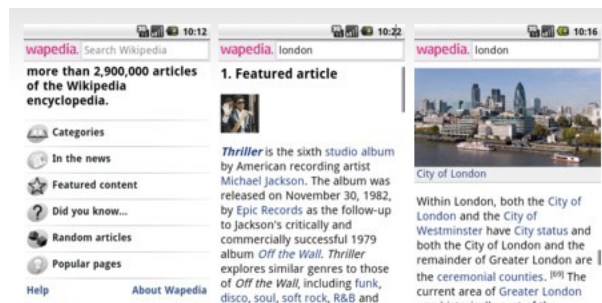 10:12
wapedia. Search Wikipedia
more than 2,900,000 articles
of the Wikipedia
encyclopedia.
Categories
In the news
Featured content
Did you know...
Random articles
Popular pages
Help About Wapedia
10:22
wapedia. london
1. Featured article
Thriller is the sixth studio album
by American recording artist
Michael Jackson. The album was
released on November 30, 1982,
by Epic Records as the follow-up
to Jackson's critically and
commercially successful 1979
album Off the Wall. Thriller
explores similar genres to those
of Off the Wall, including funk,
disco, soul, soft rock, R&B and
10:16
wapedia. london
City of London
Within London, both the City of
London and the City of
Westminster have City status and
both the City of London and the
remainder of Greater London are
the ceremonial counties. [69] The
current area of Greater London